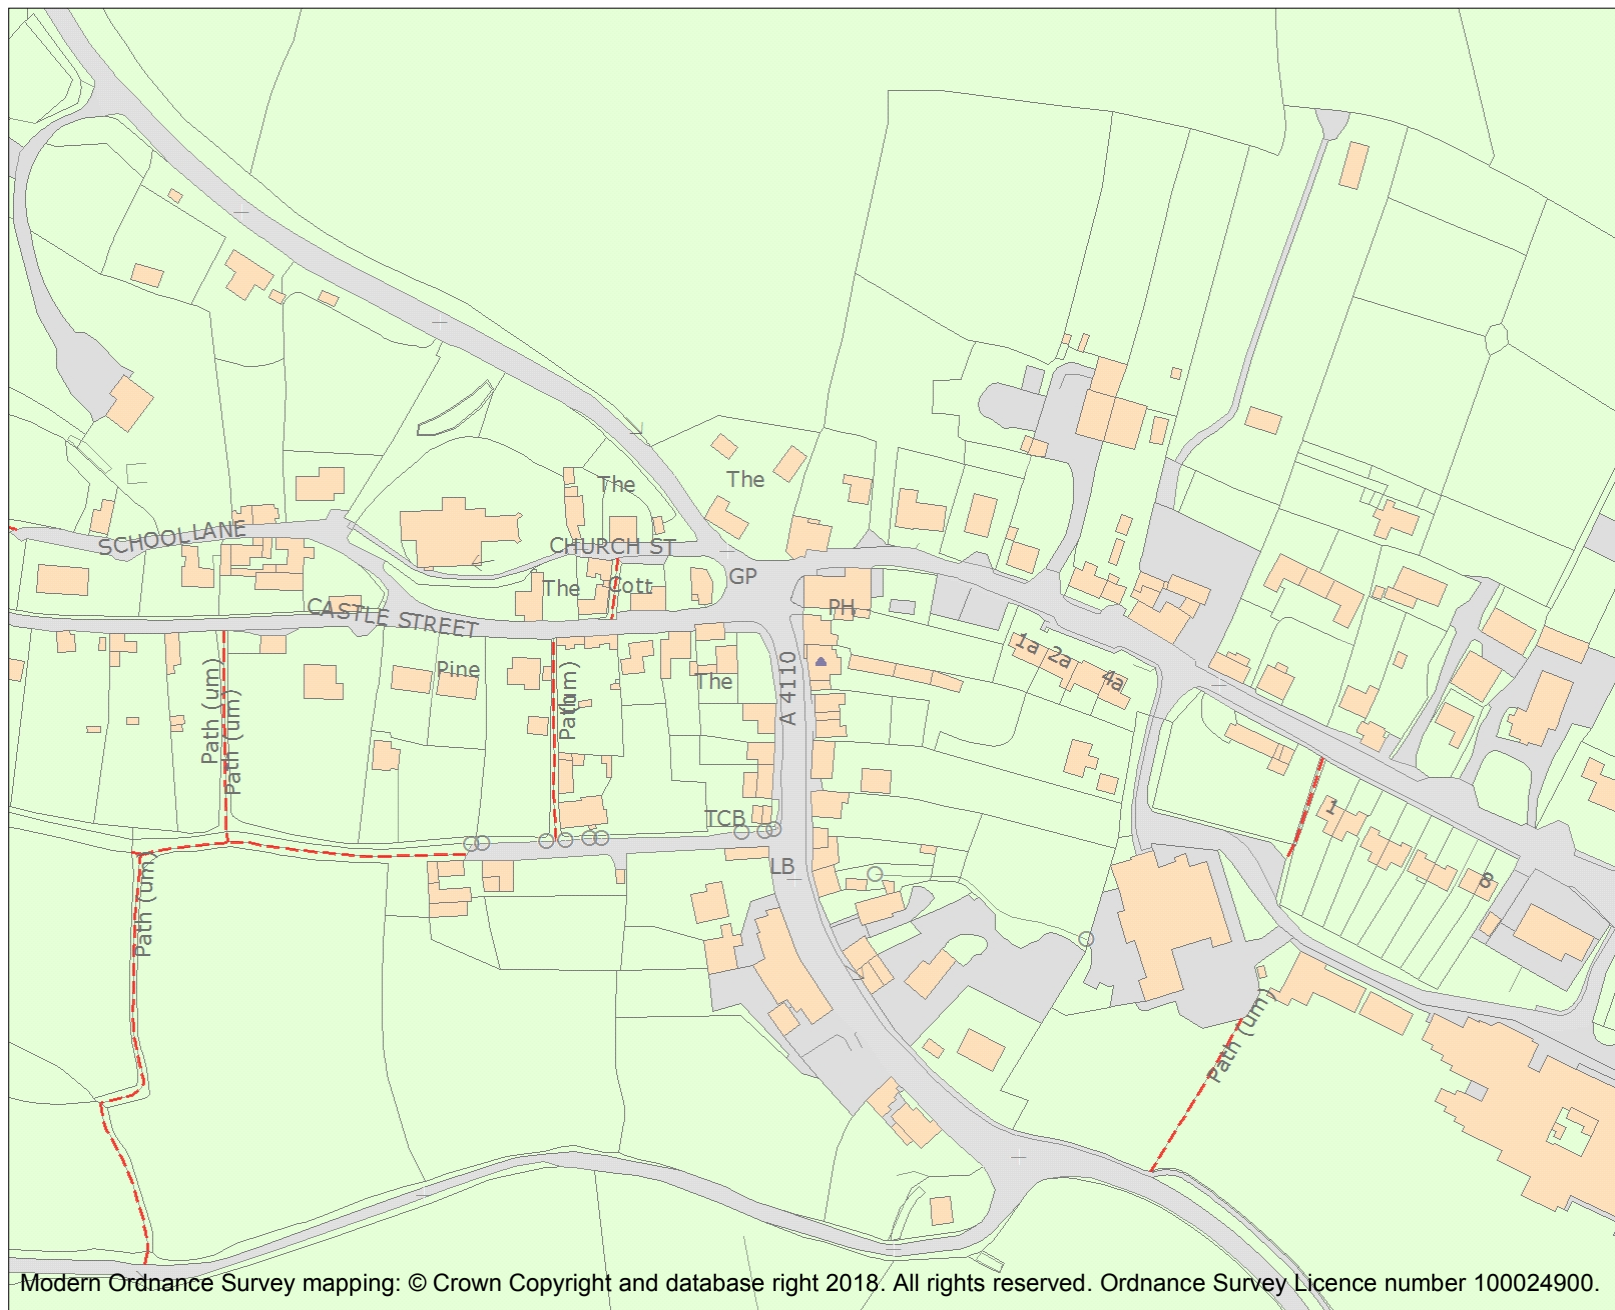 The
The
SCHOOL LANE
CHURCH ST
GP
The
Cott
PH
CASTLE STREET
1a
2a
4a
Pine
The
A 4110
Path (um)
Path (um)
Path (um)
TCB
1
LB
8
Path (um)
Path (um)
Modern Ordnance Survey mapping: © Crown Copyright and database right 2018. All rights reserved. Ordnance Survey Licence number 100024900.